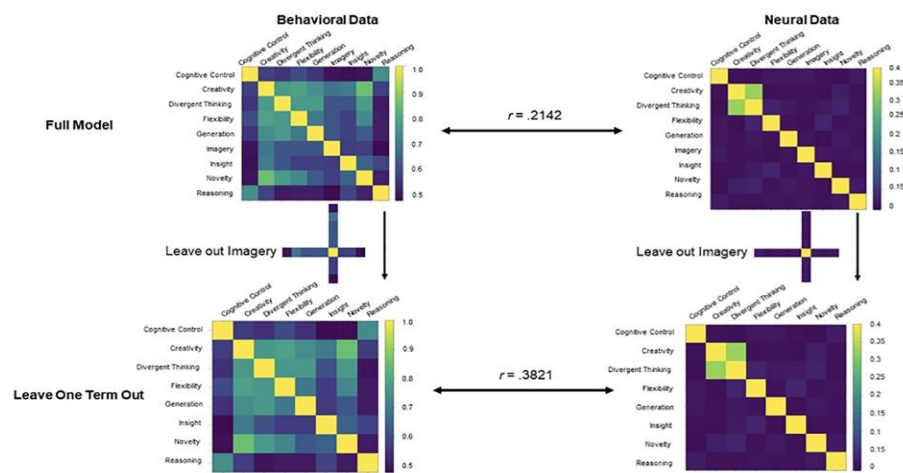 Behavioral Data
Neural Data
Cognitive Control
Creativity
Divergent Thinking
Flexibility
Generation
Imagery
Insight
Novelty
Reasoning
Cognitive Control
Creativity
Divergent Thinking
Flexibility
Generation
Imagery
Insight
Novelty
Reasoning
Full Model
Cognitive Control
Creativity
Divergent Thinking
Flexibility
Generation
Imagery
Insight
Novelty
Reasoning
1.0
0.9
0.8
0.7
0.6
0.5
r = .2142
Cognitive Control
Creativity
Divergent Thinking
Flexibility
Generation
Imagery
Insight
Novelty
Reasoning
0.4
0.35
0.3
0.25
0.2
0.15
0.1
0.15
0
Leave out Imagery
Leave out Imagery
Cognitive Control
Creativity
Divergent Thinking
Flexibility
Generation
Insight
Novelty
Reasoning
Cognitive Control
Creativity
Divergent Thinking
Flexibility
Generation
Insight
Novelty
Reasoning
Leave One Term Out
Cognitive Control
Creativity
Divergent Thinking
Flexibility
Generation
Insight
Novelty
Reasoning
1.0
0.9
0.8
0.7
0.6
0.5
r = .3821
Cognitive Control
Creativity
Divergent Thinking
Flexibility
Generation
Insight
Novelty
Reasoning
0.4
0.35
0.3
0.25
0.2
0.15
0.1
0.15
0